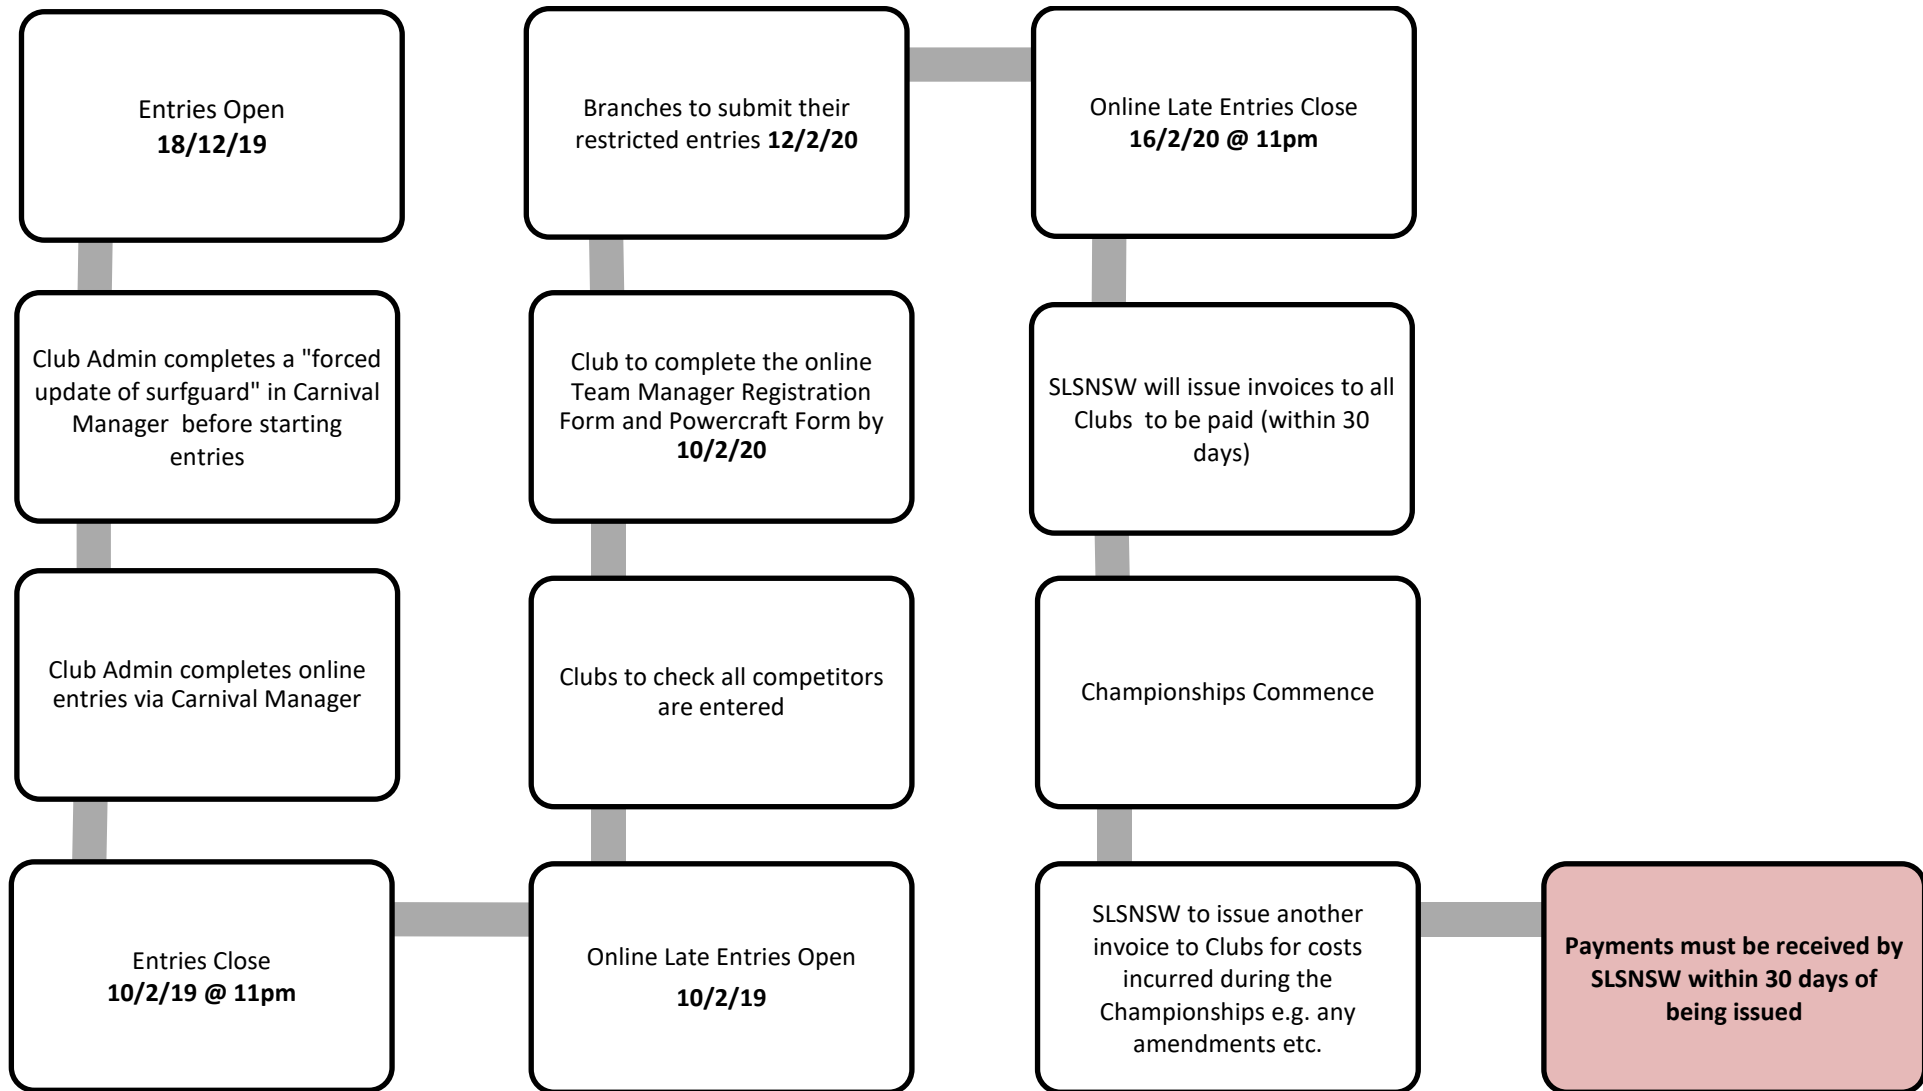 Entries Open
18/12/19
Club Admin completes a "forced
update of surfguard" in Carnival
Manager before starting
entries
Club Admin completes online
entries via Carnival Manager
Entries Close
10/2/19 @ 11pm
Online Late Entries Open
10/2/19
Clubs to check all competitors
are entered
Club to complete the online
Team Manager Registration
Form and Powercraft Form by
10/2/20
Branches to submit their
restricted entries 12/2/20
Online Late Entries Close
16/2/20 @ 11pm
SLSNSW will issue invoices to all
Clubs to be paid (within 30
days)
Championships Commence
SLSNSW to issue another
invoice to Clubs for costs
incurred during the
Championships e.g. any
amendments etc.
Payments must be received by
SLSNSW within 30 days of
being issued